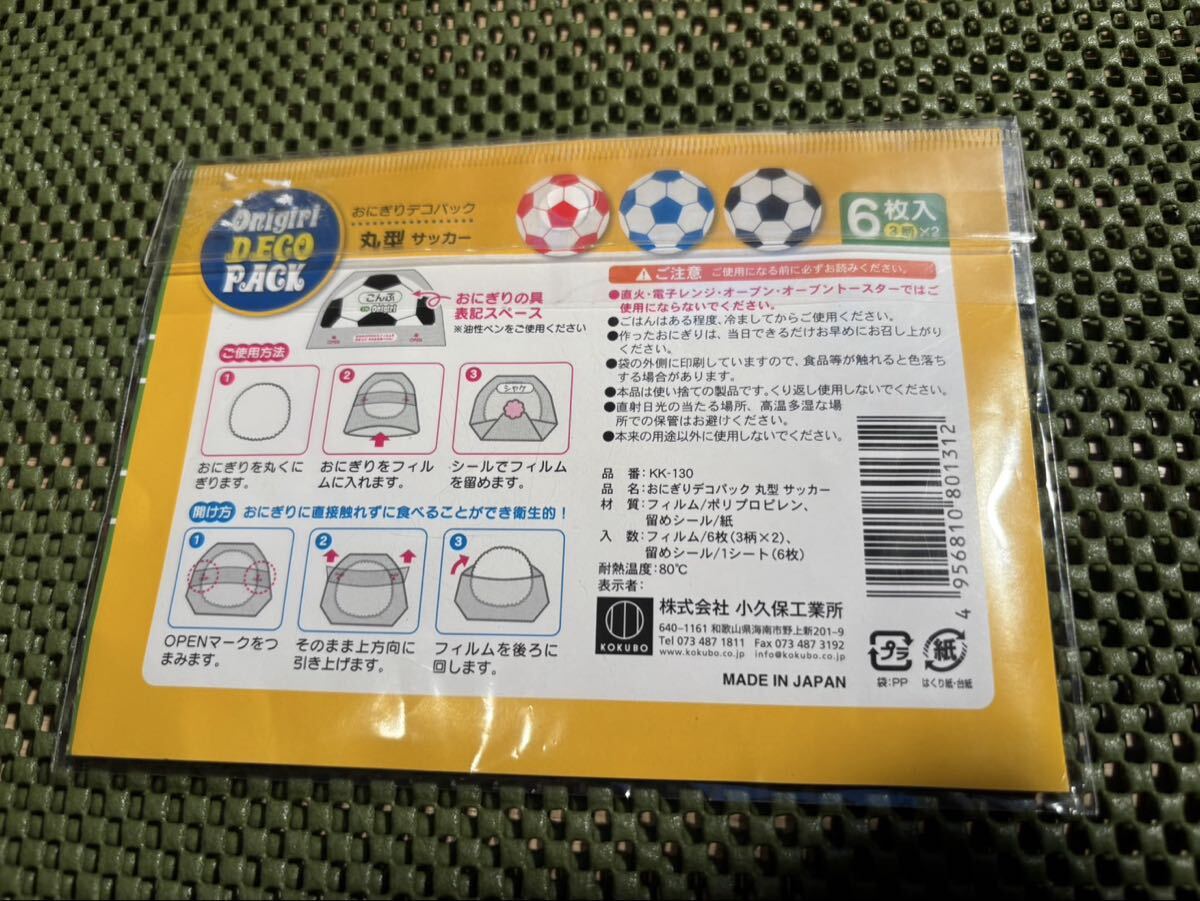 Onigiri
DECO
PACK
おにぎりデコパック
丸型 サッカー
6枚入
3柄×2
こんぶ
Onigiri
OPEN
OPEN
おにぎりの具
表記スペース
※油性ペンをご使用ください
ご使用方法
1
2
3
シャケ
おにぎりを丸くに
ぎります。
おにぎりをフィル
ムに入れます。
シールでフィルム
を留めます。
開け方 おにぎりに直接触れずに食べることができ衛生的!
1
2
3
OPENマークをつ
まみます。
そのまま上方向に
引き上げます。
フィルムを後ろに
回します。
ご注意 ご使用になる前に必ずお読みください。
●直火・電子レンジ・オーブン・オーブントースターではご
使用にならないでください。
●ごはんはある程度、冷ましてからご使用ください。
●作ったおにぎりは、当日できるだけお早めにお召し上がり
ください。
●袋の外側に印刷していますので、食品等が触れると色落ち
する場合があります。
●本品は使い捨ての製品です。くり返し使用しないでください。
●直射日光の当たる場所、高温多湿な場
所での保管はお避けください。
●本来の用途以外に使用しないでください。
品 番:KK-130
品 名:おにぎりデコパック 丸型 サッカー
材 質:フィルム/ポリプロピレン、
留めシール/紙
入 数:フィルム/6枚(3柄×2)、
留めシール/1シート(6枚)
耐熱温度:80℃
表示者:
KOKUBO
株式会社 小久保工業所
640-1161 和歌山県海南市野上新201-9
Tel 073 487 1811 Fax 073 487 3192
www.kokubo.co.jp info@kokubo.co.jp
MADE IN JAPAN
4 956810 801312
プラ
袋:PP
紙
はくり紙・台紙